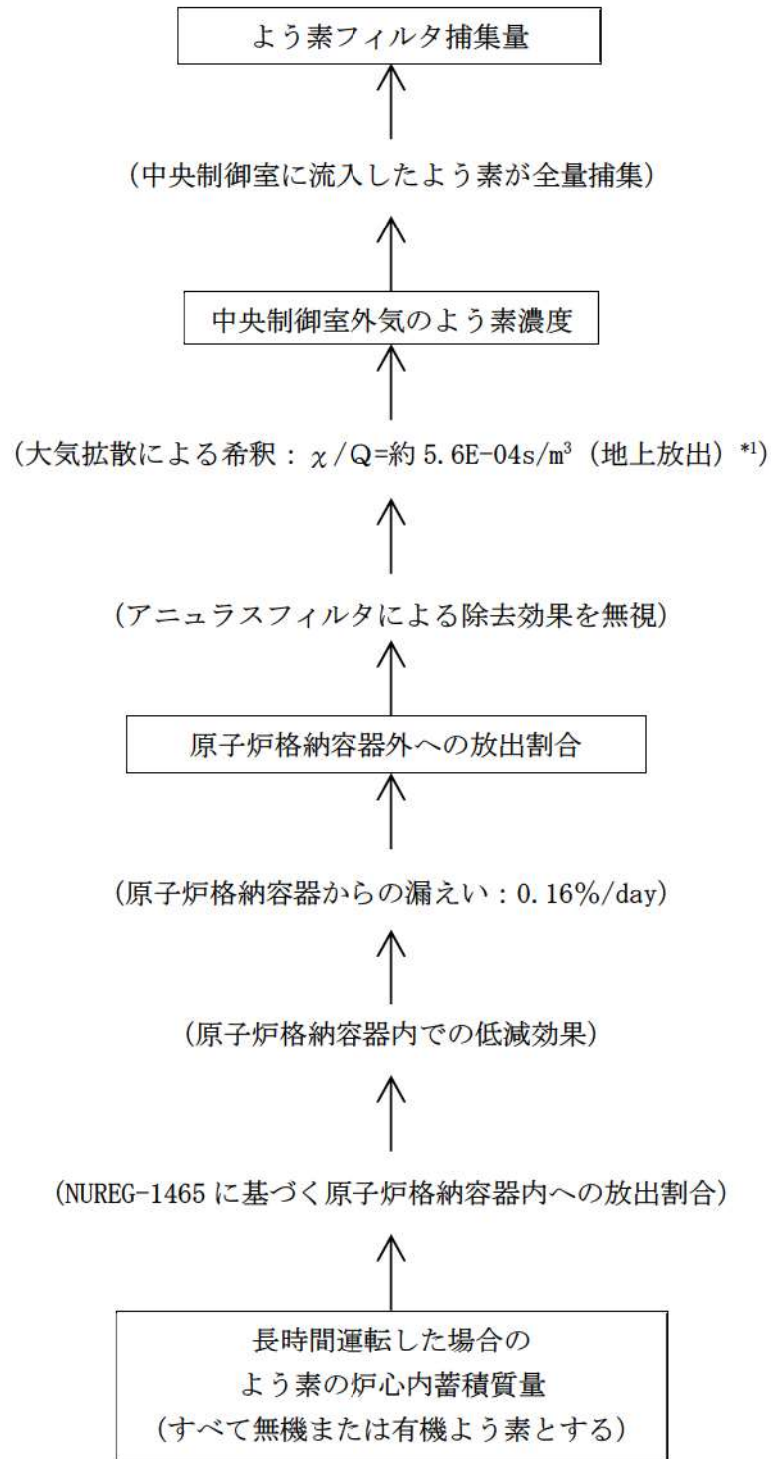 よう素フィルタ捕集量
(中央制御室に流入したよう素が全量捕集)
中央制御室外気のよう素濃度
(大気拡散による希釈：χ/Q=約 5.6E-04s/m³（地上放出）*1)
(アニュラスフィルタによる除去効果を無視)
原子炉格納容器外への放出割合
(原子炉格納容器からの漏えい：0.16%/day)
(原子炉格納容器内での低減効果)
(NUREG-1465 に基づく原子炉格納容器内への放出割合)
長時間運転した場合の
よう素の炉心内蓄積質量
(すべて無機または有機よう素とする)